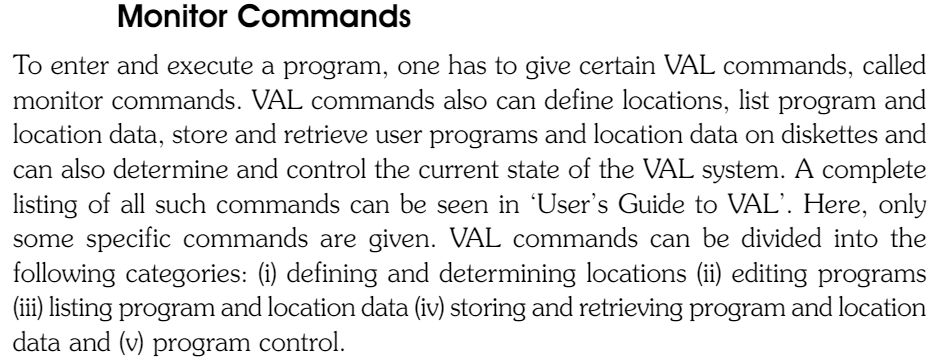 Monitor Commands
To enter and execute a program, one has to give certain VAL commands, called
monitor commands. VAL commands also can define locations, list program and
location data, store and retrieve user programs and location data on diskettes and
can also determine and control the current state of the VAL system. A complete
listing of all such commands can be seen in ‘User’s Guide to VAL’. Here, only
some specific commands are given. VAL commands can be divided into the
following categories: (i) defining and determining locations (ii) editing programs
(iii) listing program and location data (iv) storing and retrieving program and location
data and (v) program control.